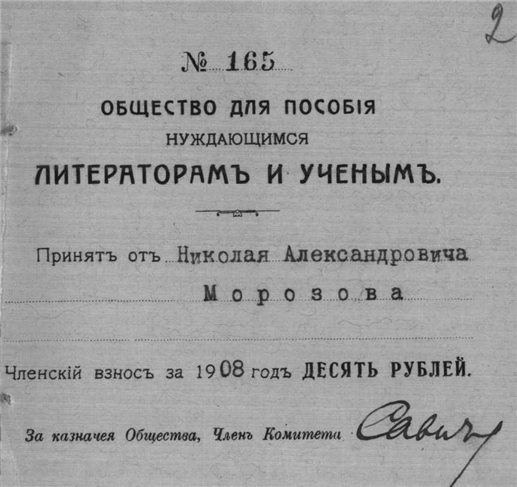 2
№ 165
ОБЩЕСТВО ДЛЯ ПОСОБІЯ
НУЖДАЮЩИМСЯ
ЛИТЕРАТОРАМЪ И УЧЕНЫМЪ.
Принятъ отъ Николая Александровича
Морозова
Членскій взносъ за 1908 годъ ДЕСЯТЬ РУБЛЕЙ.
За казначея Общества, Членъ Комитета Савичъ